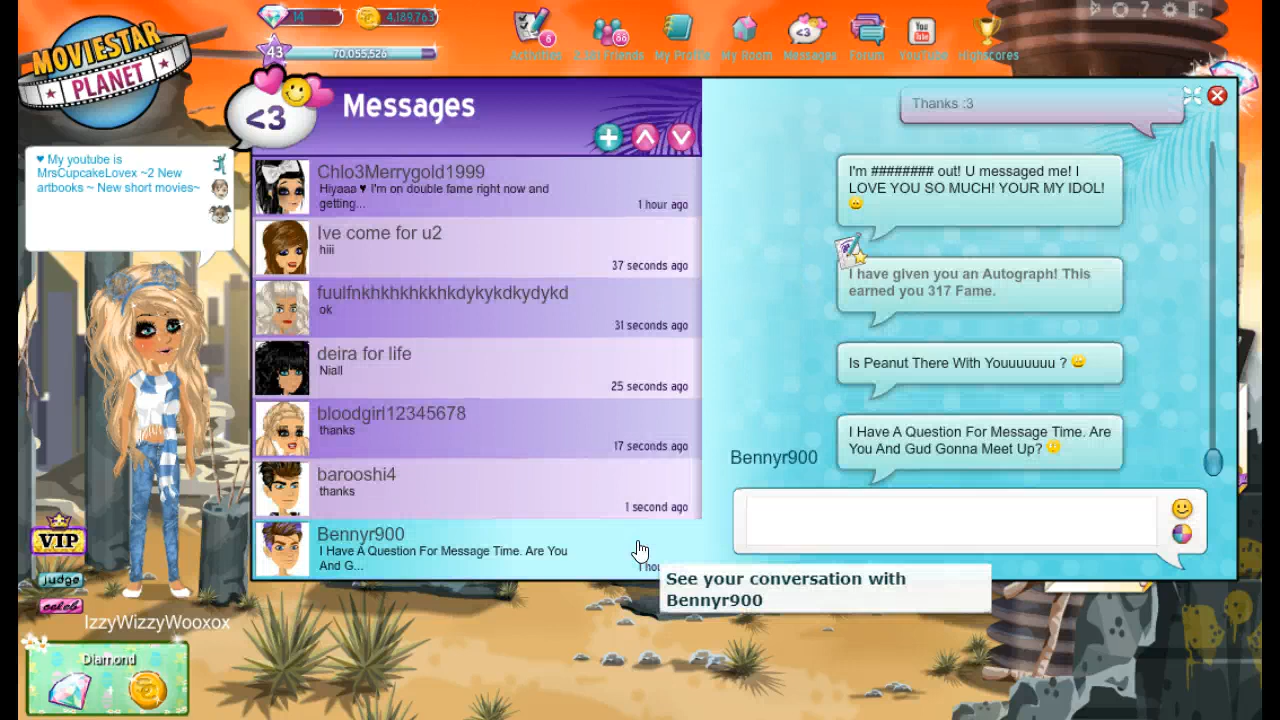 MOVIESTAR
PLANET
14
4,189,763
43
70,055,526
6
88
<3
You
Tube
Activities
Friends
My Profile
My Room
Messages
Forum
YouTube
Highscores
♥ My youtube is
MrsCupcakeLovex ~2 New
artbooks ~ New short movies~
<3
Messages
Chlo3Merrygold1999
Hiyaaa ♥ I'm on double fame right now and
getting...
1 hour ago
Ive come for u2
hiii
37 seconds ago
fuulfnkhkhkhkkhkdykykdkydykd
ok
31 seconds ago
deira for life
Niall
25 seconds ago
bloodgirl12345678
thanks
17 seconds ago
barooshi4
thanks
1 second ago
Bennyr900
I Have A Question For Message Time. Are You
And G...
1 hou
See your conversation with
Bennyr900
Thanks :3
I'm ######## out! U messaged me! I
LOVE YOU SO MUCH! YOUR MY IDOL!
I have given you an Autograph! This
earned you 317 Fame.
Is Peanut There With Youuuuuuu ?
Bennyr900
I Have A Question For Message Time. Are
You And Gud Gonna Meet Up?
VIP
judge
celeb
IzzyWizzyWooxox
Diamond